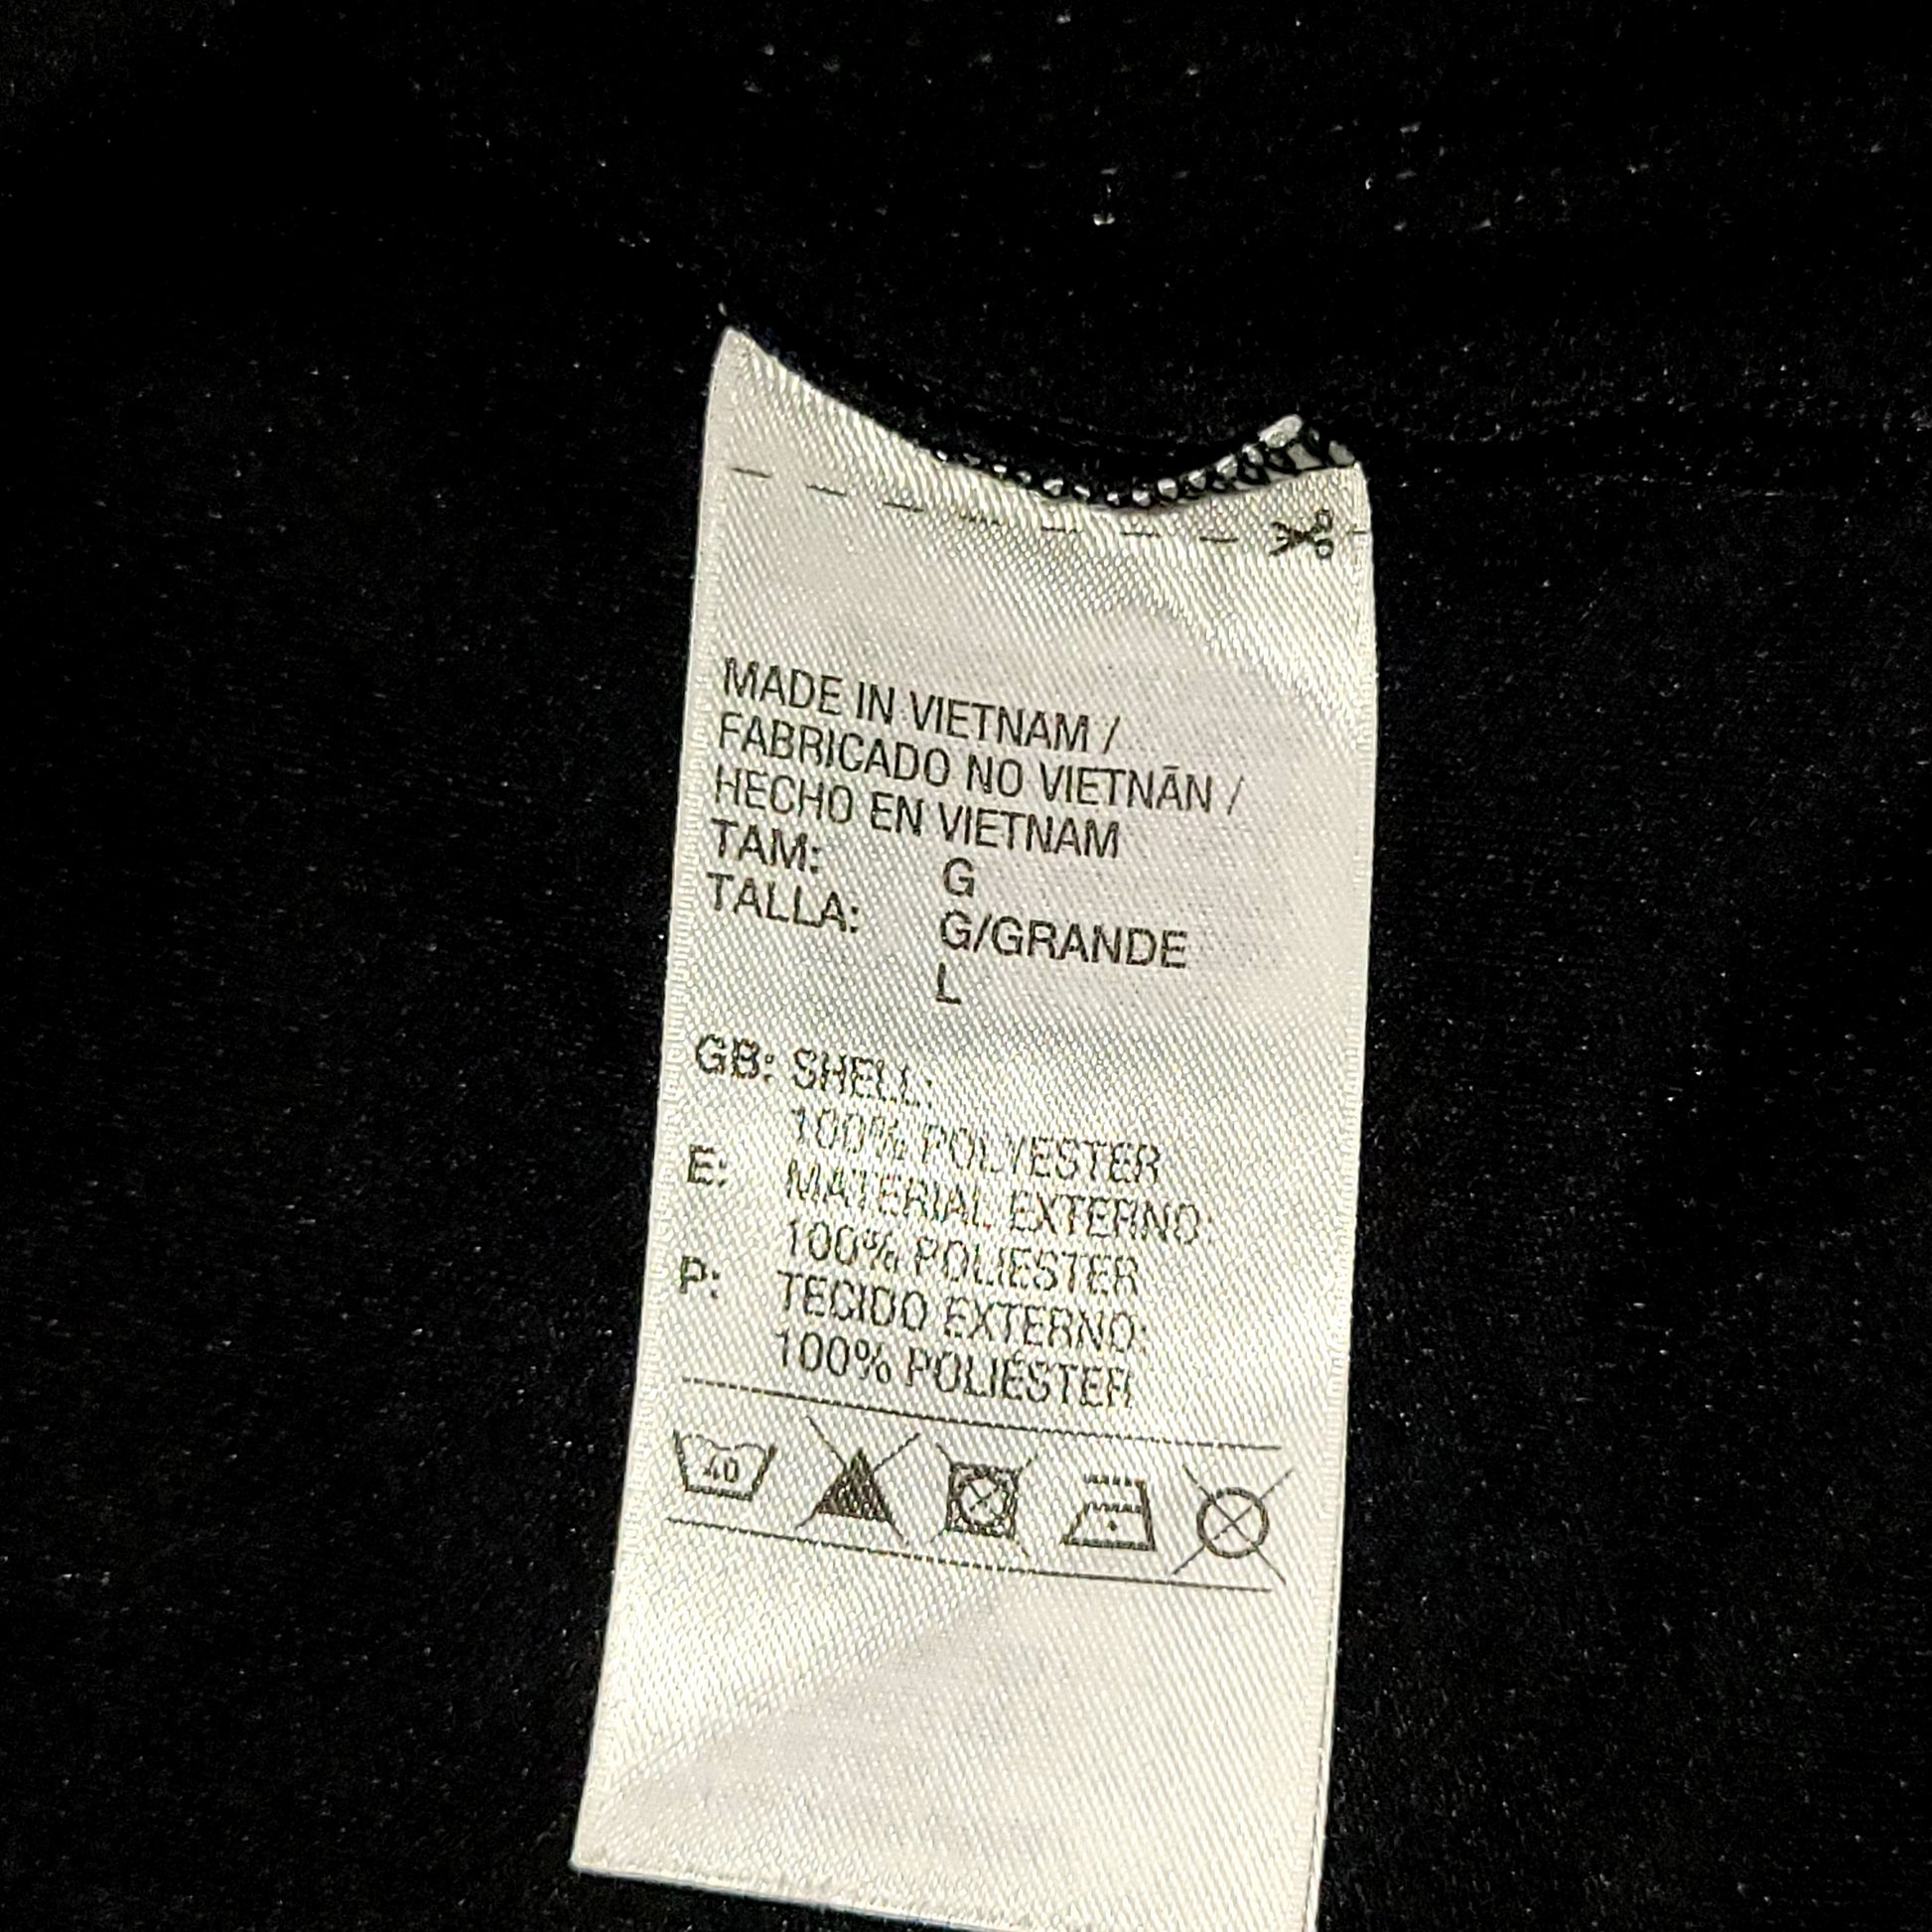 MADE IN VIETNAM /
FABRICADO NO VIETNÃN /
HECHO EN VIETNAM
TAM: G
TALLA: G/GRANDE
L
GB: SHELL:
100% POLYESTER
E: MATERIAL EXTERNO:
100% POLIESTER
P: TECIDO EXTERNO:
100% POLIÉSTER
40